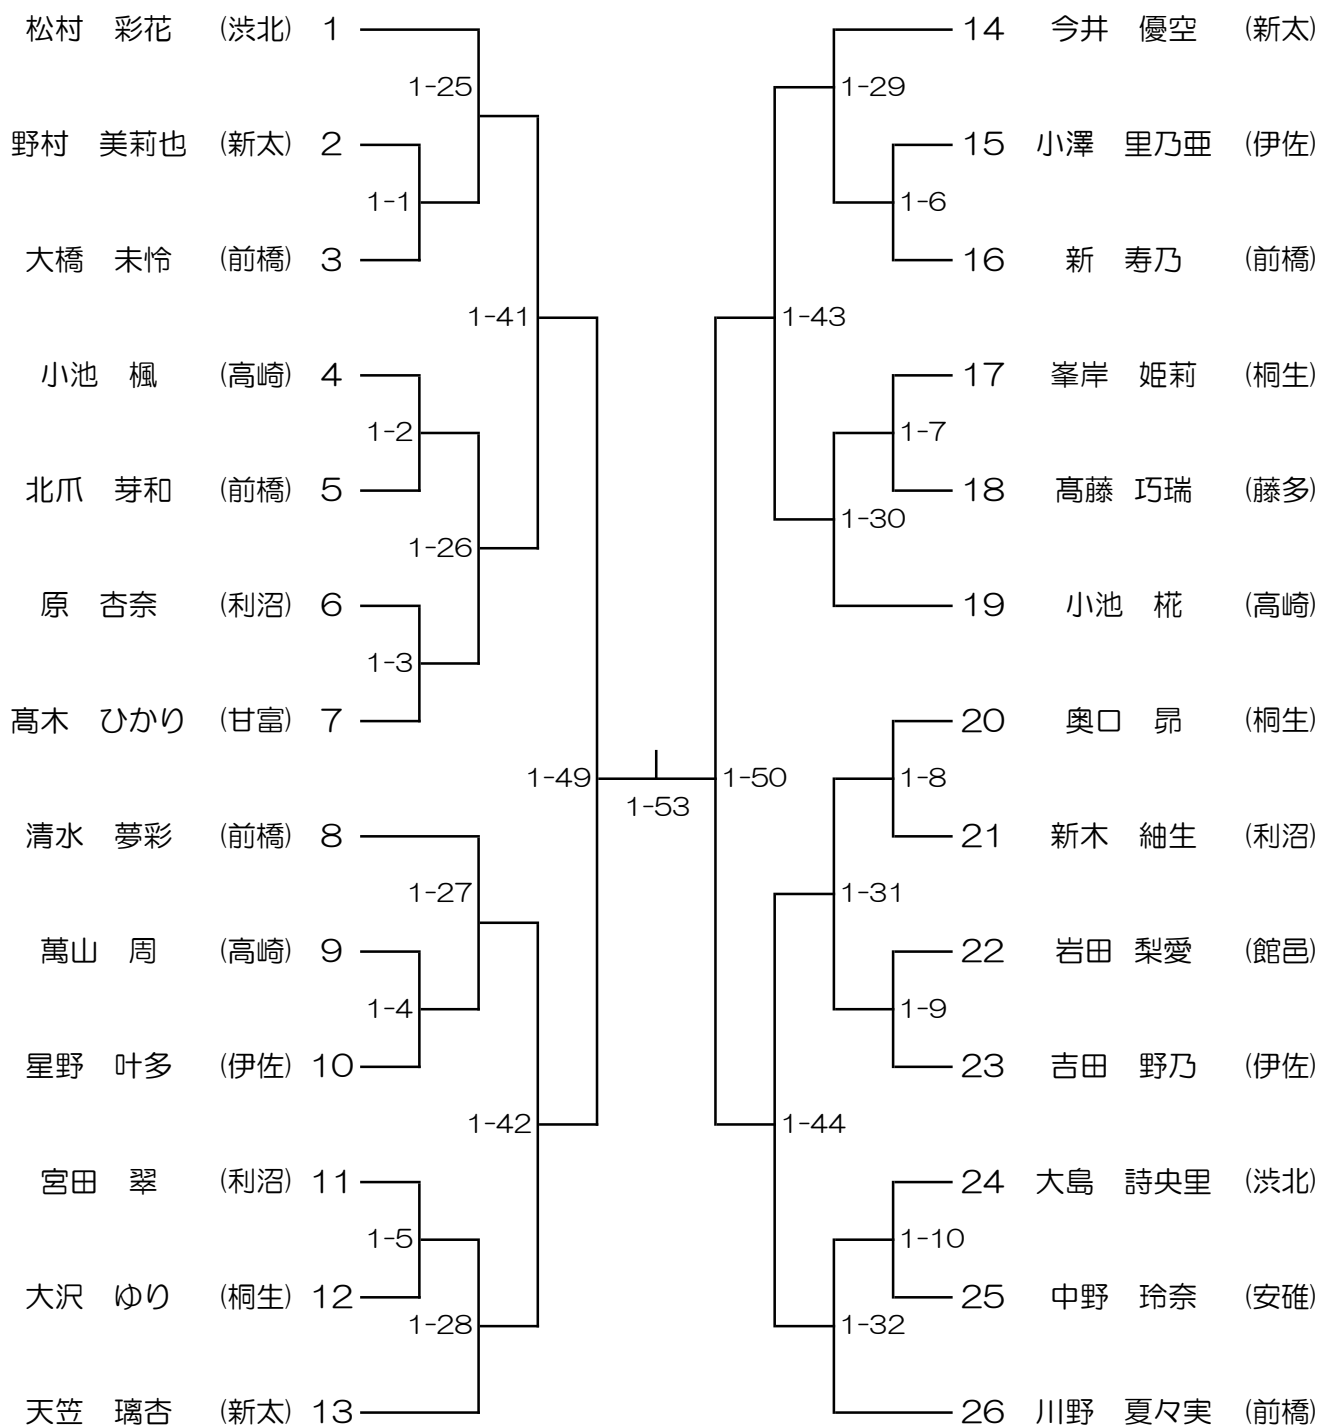 松村 彩花 (渋北) 1
1-25
野村 美莉也 (新太) 2
1-1
大橋 未怜 (前橋) 3
1-41
小池 楓 (高崎) 4
1-2
北爪 芽和 (前橋) 5
1-26
原 杏奈 (利沼) 6
1-3
髙木 ひかり (甘富) 7
1-49
清水 夢彩 (前橋) 8
1-27
萬山 周 (高崎) 9
1-4
星野 叶多 (伊佐) 10
1-42
宮田 翠 (利沼) 11
1-5
大沢 ゆり (桐生) 12
1-28
天笠 璃杏 (新太) 13
1-53
14 今井 優空 (新太)
1-29
15 小澤 里乃亜 (伊佐)
1-6
16 新 寿乃 (前橋)
1-43
17 峯岸 姫莉 (桐生)
1-7
18 髙藤 巧瑞 (藤多)
1-30
19 小池 椛 (高崎)
20 奥口 昴 (桐生)
1-8
1-50
21 新木 紬生 (利沼)
1-31
22 岩田 梨愛 (館邑)
1-9
23 吉田 野乃 (伊佐)
1-44
24 大島 詩央里 (渋北)
1-10
25 中野 玲奈 (安碓)
1-32
26 川野 夏々実 (前橋)